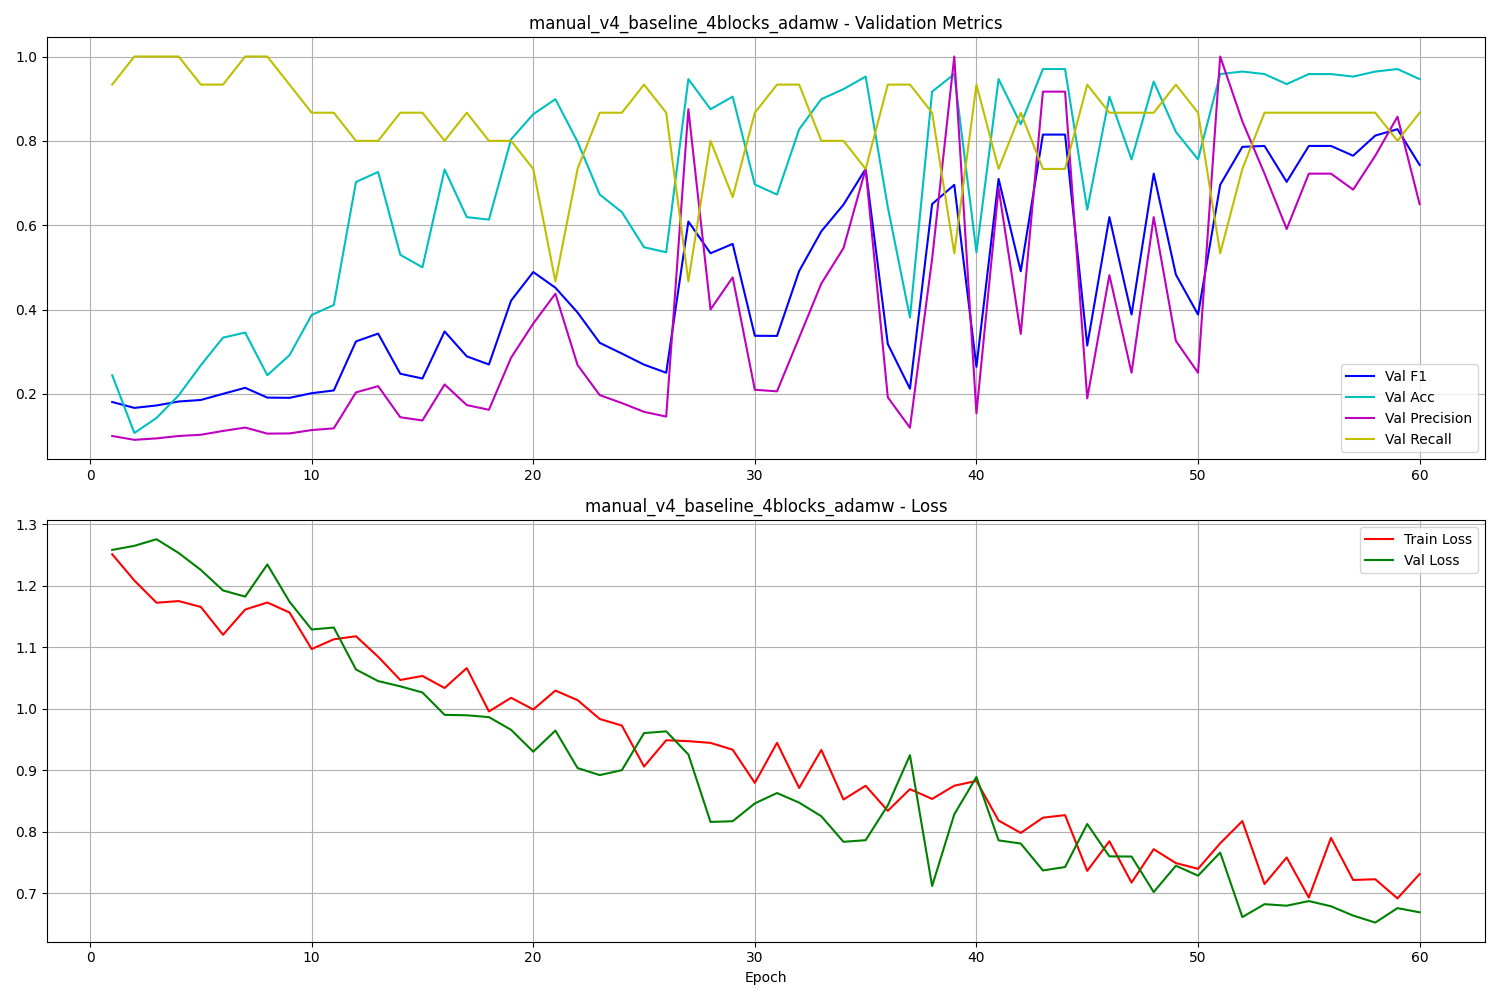 manual_v4_baseline_4blocks_adamw - Validation Metrics
1.0
0.8
0.6
0.4
0.2
Val F1
Val Acc
Val Precision
Val Recall
0 10 20 30 40 50 60
manual_v4_baseline_4blocks_adamw - Loss
1.3
1.2
1.1
1.0
0.9
0.8
0.7
Train Loss
Val Loss
0 10 20 30 40 50 60
Epoch